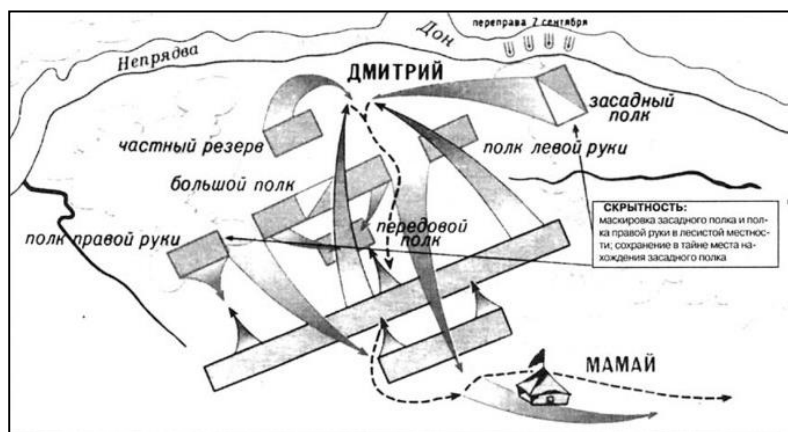 переправа 7 сентября
Дон
Непрядва
ДМИТРИЙ
засадный
полк
частный резерв
полк левой руки
большой полк
СКРЫТНОСТЬ:
маскировка засадного полка и пол-
ка правой руки в лесистой местнос-
ти; сохранение в тайне места на-
хождения засадного полка
передовой
полк
полк правой руки
МАМАЙ